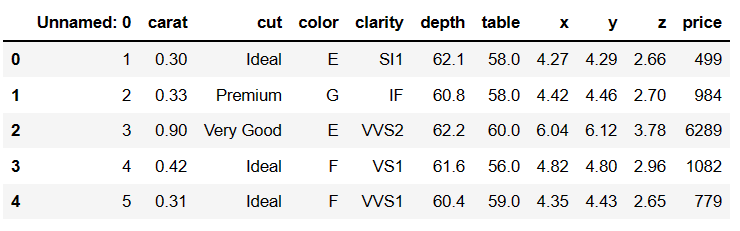 Unnamed: 0 carat cut color clarity depth table x y z price
0 1 0.30 Ideal E SI1 62.1 58.0 4.27 4.29 2.66 499
1 2 0.33 Premium G IF 60.8 58.0 4.42 4.46 2.70 984
2 3 0.90 Very Good E VVS2 62.2 60.0 6.04 6.12 3.78 6289
3 4 0.42 Ideal F VS1 61.6 56.0 4.82 4.80 2.96 1082
4 5 0.31 Ideal F VVS1 60.4 59.0 4.35 4.43 2.65 779